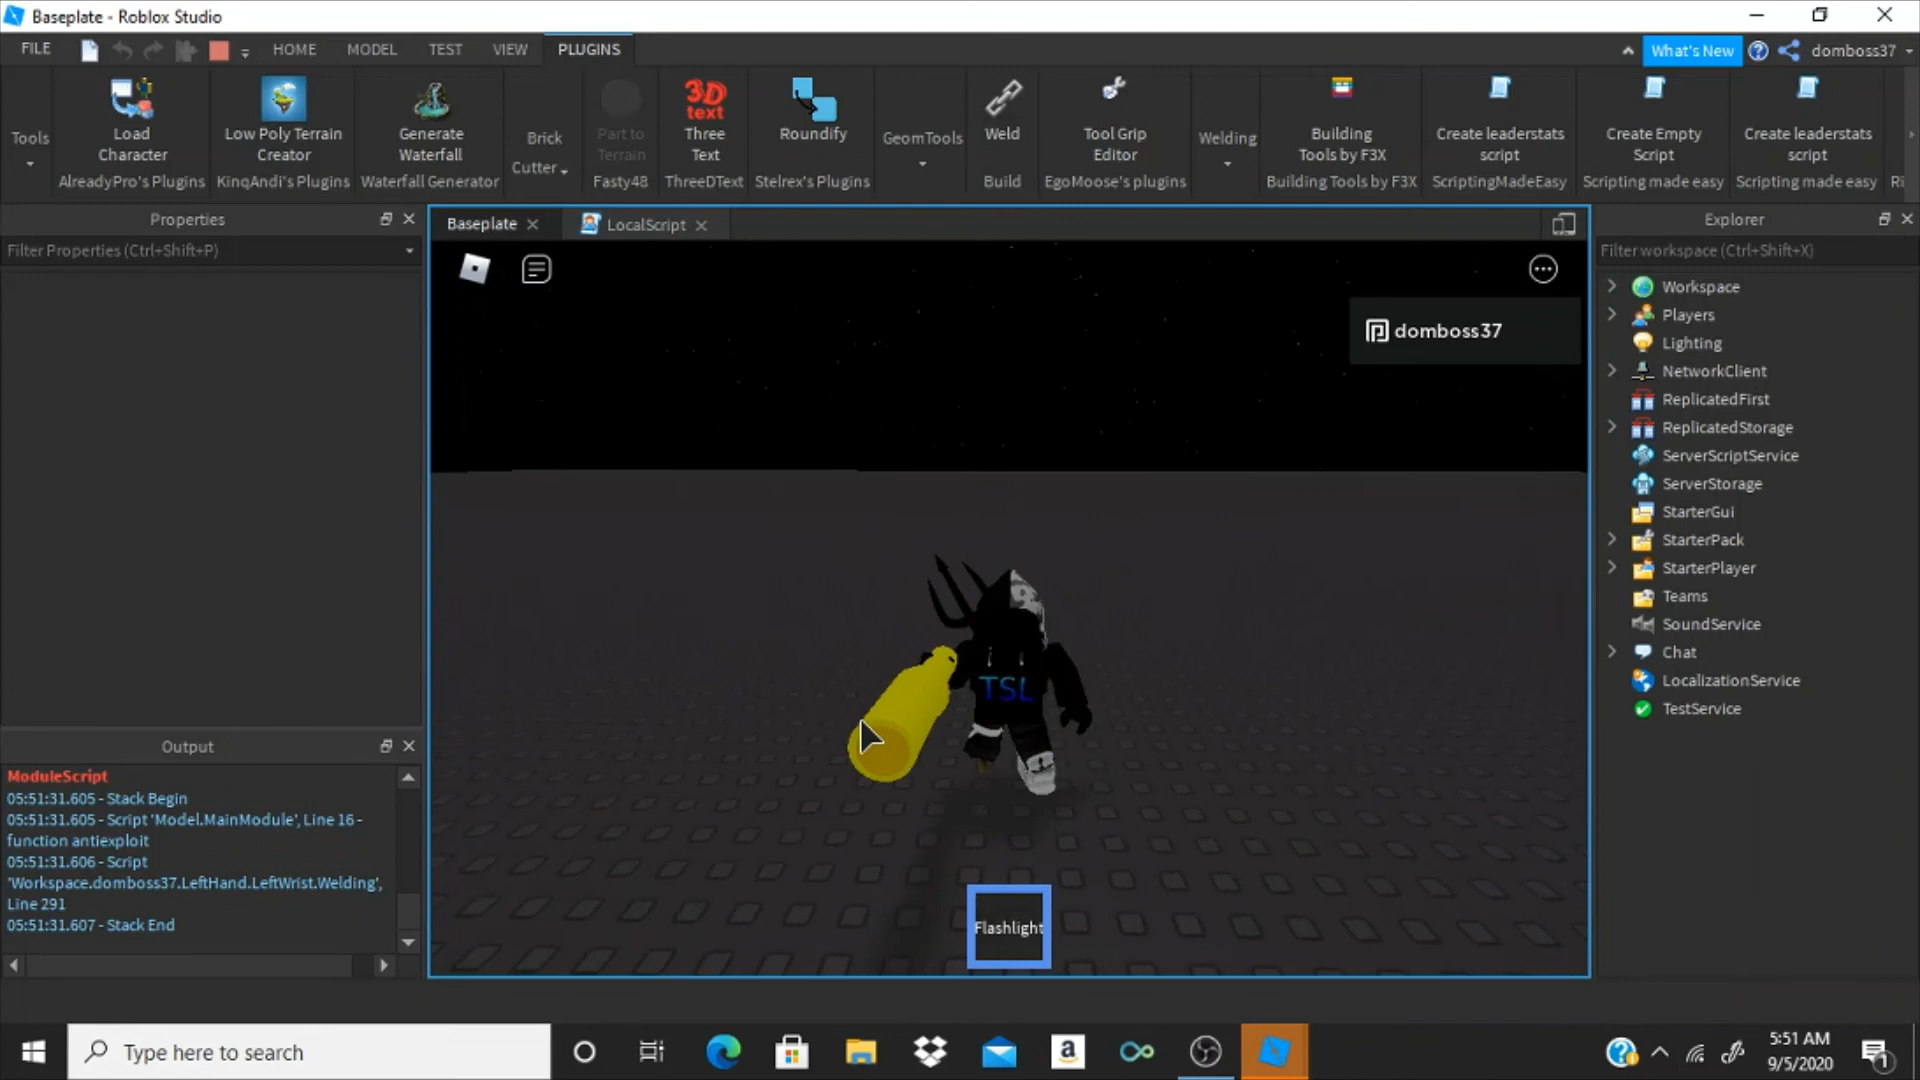 Baseplate - Roblox Studio
FILE
HOME
MODEL
TEST
VIEW
PLUGINS
What's New
domboss37
Tools
Load
Character
AlreadyPro's Plugins
Low Poly Terrain
Creator
KinqAndi's Plugins
Generate
Waterfall
Waterfall Generator
Brick
Cutter
Part to
Terrain
Fasty48
3D
text
Three
Text
ThreeDText
Roundify
Stelrex's Plugins
GeomTools
Weld
Build
Tool Grip
Editor
EgoMoose's plugins
Welding
Building
Tools by F3X
Building Tools by F3X
Create leaderstats
script
ScriptingMadeEasy
Create Empty
Script
Scripting made easy
Create leaderstats
script
Scripting made easy
Ri
Properties
Filter Properties (Ctrl+Shift+P)
Baseplate
LocalScript
domboss37
TSL
Flashlight
Explorer
Filter workspace (Ctrl+Shift+X)
Workspace
Players
Lighting
NetworkClient
ReplicatedFirst
ReplicatedStorage
ServerScriptService
ServerStorage
StarterGui
StarterPack
StarterPlayer
Teams
SoundService
Chat
LocalizationService
TestService
Output
ModuleScript
05:51:31.605 - Stack Begin
05:51:31.605 - Script 'Model.MainModule', Line 16 -
function antiexploit
05:51:31.606 - Script
'Workspace.domboss37.LeftHand.LeftWrist.Welding',
Line 291
05:51:31.607 - Stack End
Type here to search
5:51 AM
9/5/2020
1